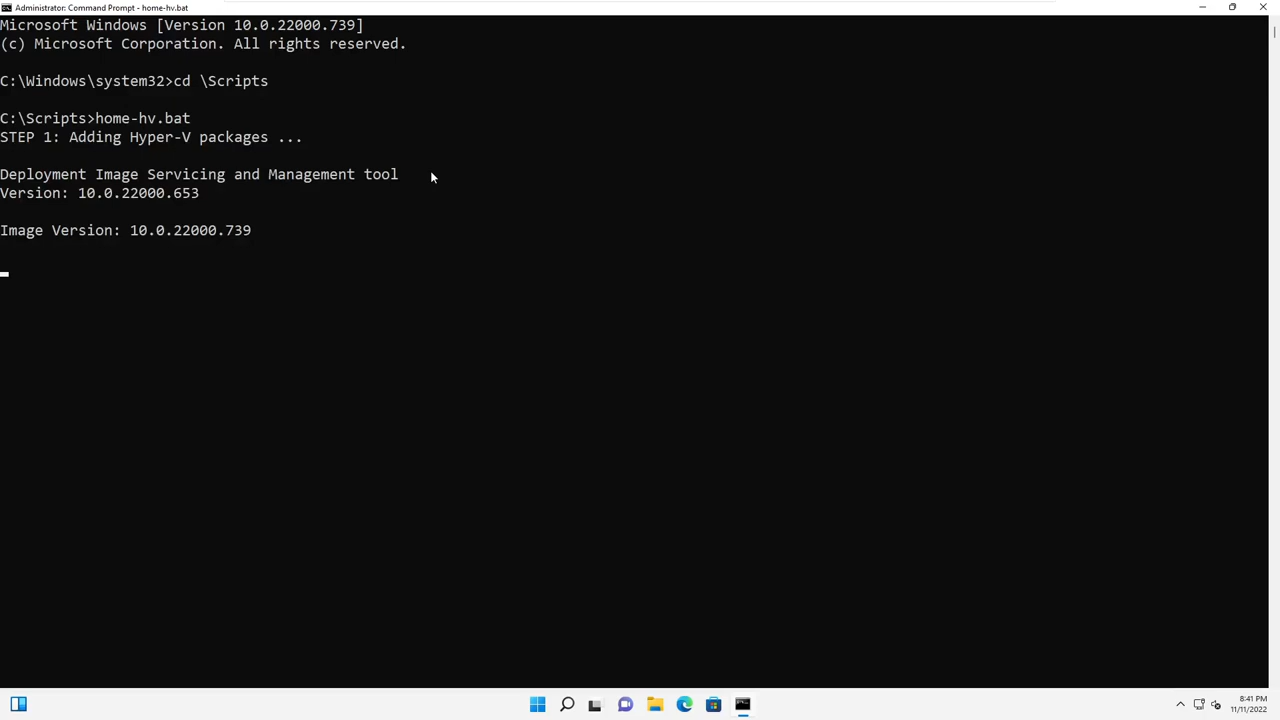 Administrator: Command Prompt - home-hv.bat
Microsoft Windows [Version 10.0.22000.739]
(c) Microsoft Corporation. All rights reserved.
C:\Windows\system32>cd \Scripts
C:\Scripts>home-hv.bat
STEP 1: Adding Hyper-V packages ...
Deployment Image Servicing and Management tool
Version: 10.0.22000.653
Image Version: 10.0.22000.739
8:41 PM
11/11/2022